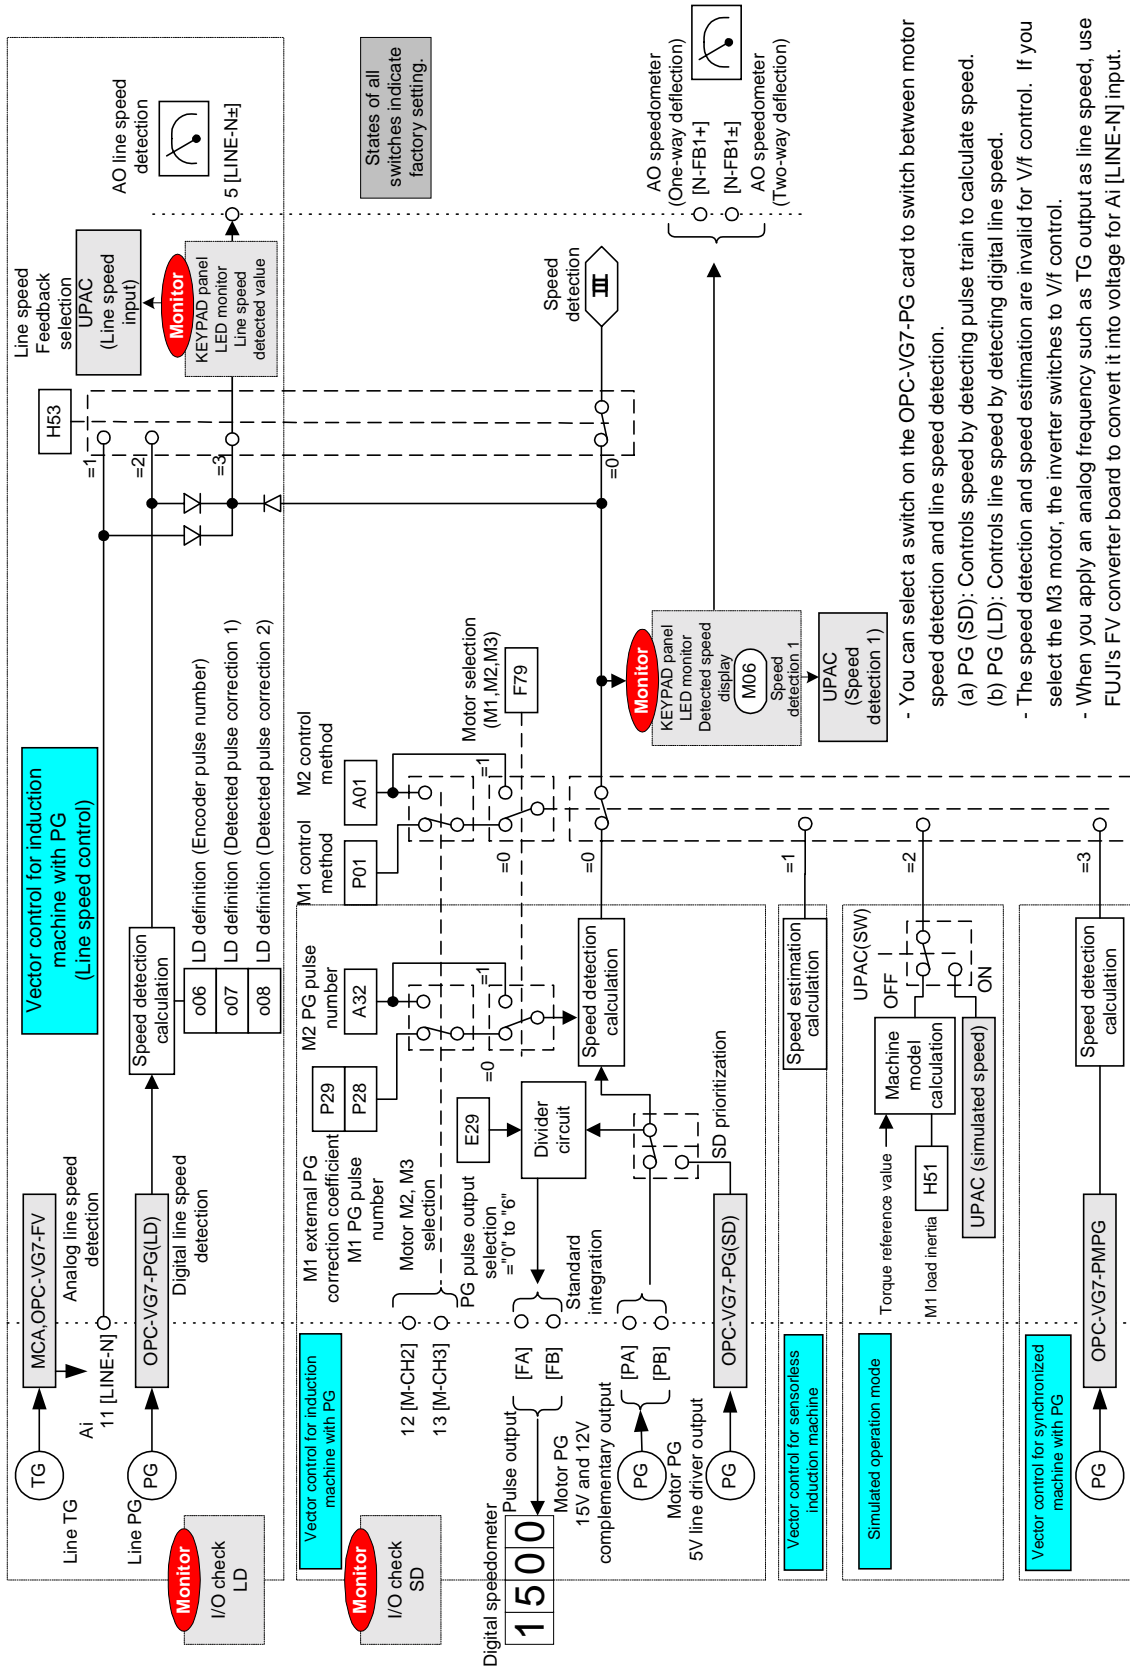 TG
Line TG
MCA,OPC-VG7-FV
Analog line speed
detection
Ai
11 [LINE-N]
PG
Line PG
OPC-VG7-PG(LD)
Digital line speed
detection
Monitor
I/O check
LD
Vector control for induction
machine with PG
(Line speed control)
Speed detection
calculation
o06
LD definition (Encoder pulse number)
o07
LD definition (Detected pulse correction 1)
o08
LD definition (Detected pulse correction 2)
H53
=1
=2
=3
=0
Line speed
Feedback
selection
UPAC
(Line speed
input)
Monitor
KEYPAD panel
LED monitor
Line speed
detected value
AO line speed
detection
5 [LINE-N±]
States of all
switches indicate
factory setting.
Vector control for induction
machine with PG
Monitor
I/O check
SD
12 [M-CH2]
13 [M-CH3]
Motor M2, M3
selection
M1 external PG
correction coefficient
M1 PG pulse
number
P29
P28
M2 PG pulse
number
A32
=0
=1
M1 control
method
P01
M2 control
method
A01
=0
=1
Motor selection
(M1,M2,M3)
F79
PG pulse output
selection
="0" to "6"
E29
Divider
circuit
Digital speedometer
1500
Pulse output
[FA]
[FB]
Standard
integration
Motor PG
15V and 12V
complementary output
PG
[PA]
[PB]
Motor PG
5V line driver output
PG
OPC-VG7-PG(SD)
SD prioritization
Speed detection
calculation
=0
Speed
detection
III
Monitor
KEYPAD panel
LED monitor
Detected speed
display
M06
Speed
detection 1
UPAC
(Speed
detection 1)
AO speedometer
(One-way deflection)
[N-FB1+]
[N-FB1±]
AO speedometer
(Two-way deflection)
Vector control for sensorless
induction machine
Speed estimation
calculation
=1
Simulated operation mode
Torque reference value
M1 load inertia
H51
Machine
model
calculation
UPAC (simulated speed)
UPAC(SW)
OFF
ON
=2
Vector control for synchronized
machine with PG
PG
OPC-VG7-PMPG
Speed detection
calculation
=3
- You can select a switch on the OPC-VG7-PG card to switch between motor
speed detection and line speed detection.
(a) PG (SD): Controls speed by detecting pulse train to calculate speed.
(b) PG (LD): Controls line speed by detecting digital line speed.
- The speed detection and speed estimation are invalid for V/f control. If you
select the M3 motor, the inverter switches to V/f control.
- When you apply an analog frequency such as TG output as line speed, use
FUJI's FV converter board to convert it into voltage for Ai [LINE-N] input.